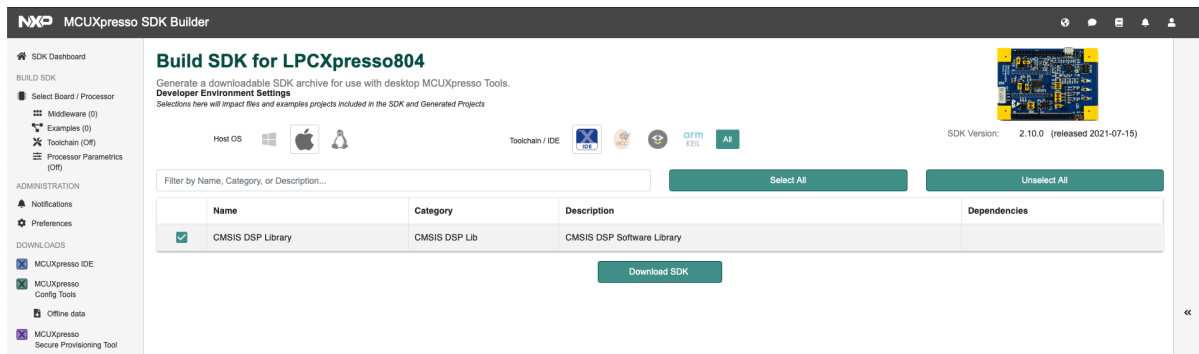 NXP MCUXpresso SDK Builder
SDK Dashboard
BUILD SDK
Select Board / Processor
Middleware (0)
Examples (0)
Toolchain (Off)
Processor Parametrics
(Off)
ADMINISTRATION
Notifications
Preferences
DOWNLOADS
MCUXpresso IDE
MCUXpresso
Config Tools
Offline data
MCUXpresso
Secure Provisioning Tool
Build SDK for LPCXpresso804
Generate a downloadable SDK archive for use with desktop MCUXpresso Tools.
Developer Environment Settings
Selections here will impact files and examples projects included in the SDK and Generated Projects
Host OS
Toolchain / IDE
IDE
GCC
arm
KEIL
All
SDK Version: 2.10.0 (released 2021-07-15)
Filter by Name, Category, or Description...
Select All
Unselect All
Name Category Description Dependencies
CMSIS DSP Library CMSIS DSP Lib CMSIS DSP Software Library
Download SDK